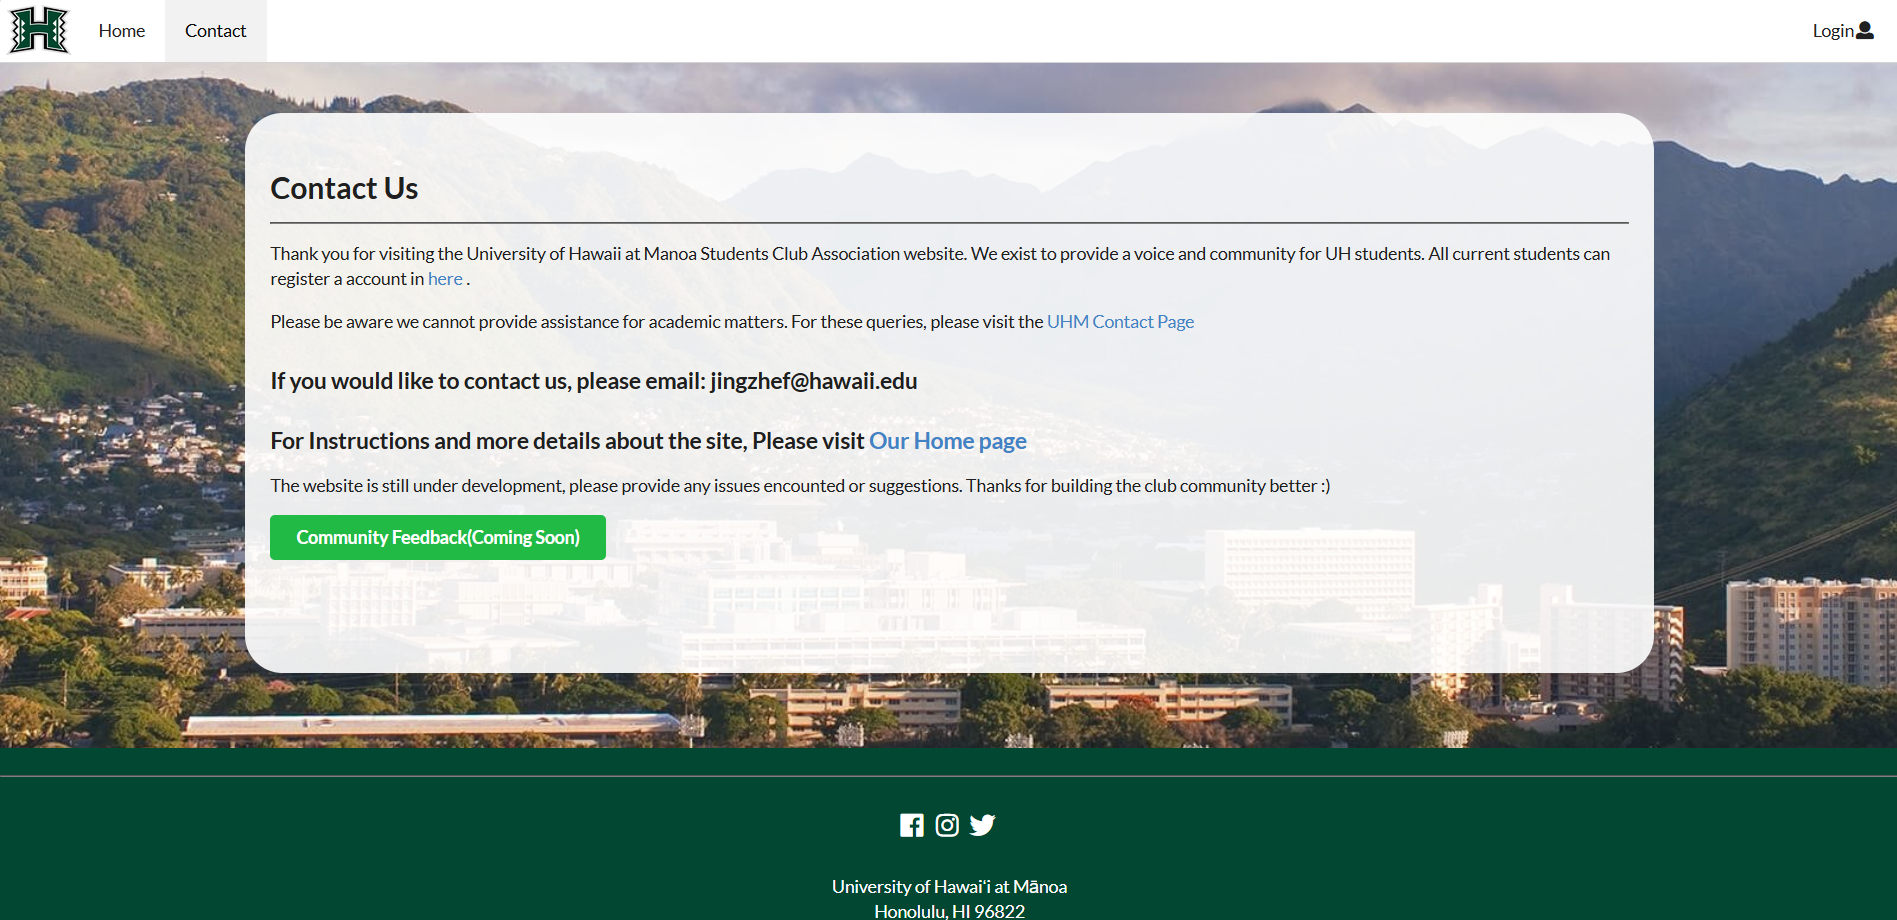 H
Home
Contact
Login
Contact Us
Thank you for visiting the University of Hawaii at Manoa Students Club Association website. We exist to provide a voice and community for UH students. All current students can
register a account in here .
Please be aware we cannot provide assistance for academic matters. For these queries, please visit the UHM Contact Page
If you would like to contact us, please email: jingzhef@hawaii.edu
For Instructions and more details about the site, Please visit Our Home page
The website is still under development, please provide any issues encounted or suggestions. Thanks for building the club community better :)
Community Feedback(Coming Soon)
University of Hawaiʻi at Mānoa
Honolulu, HI 96822